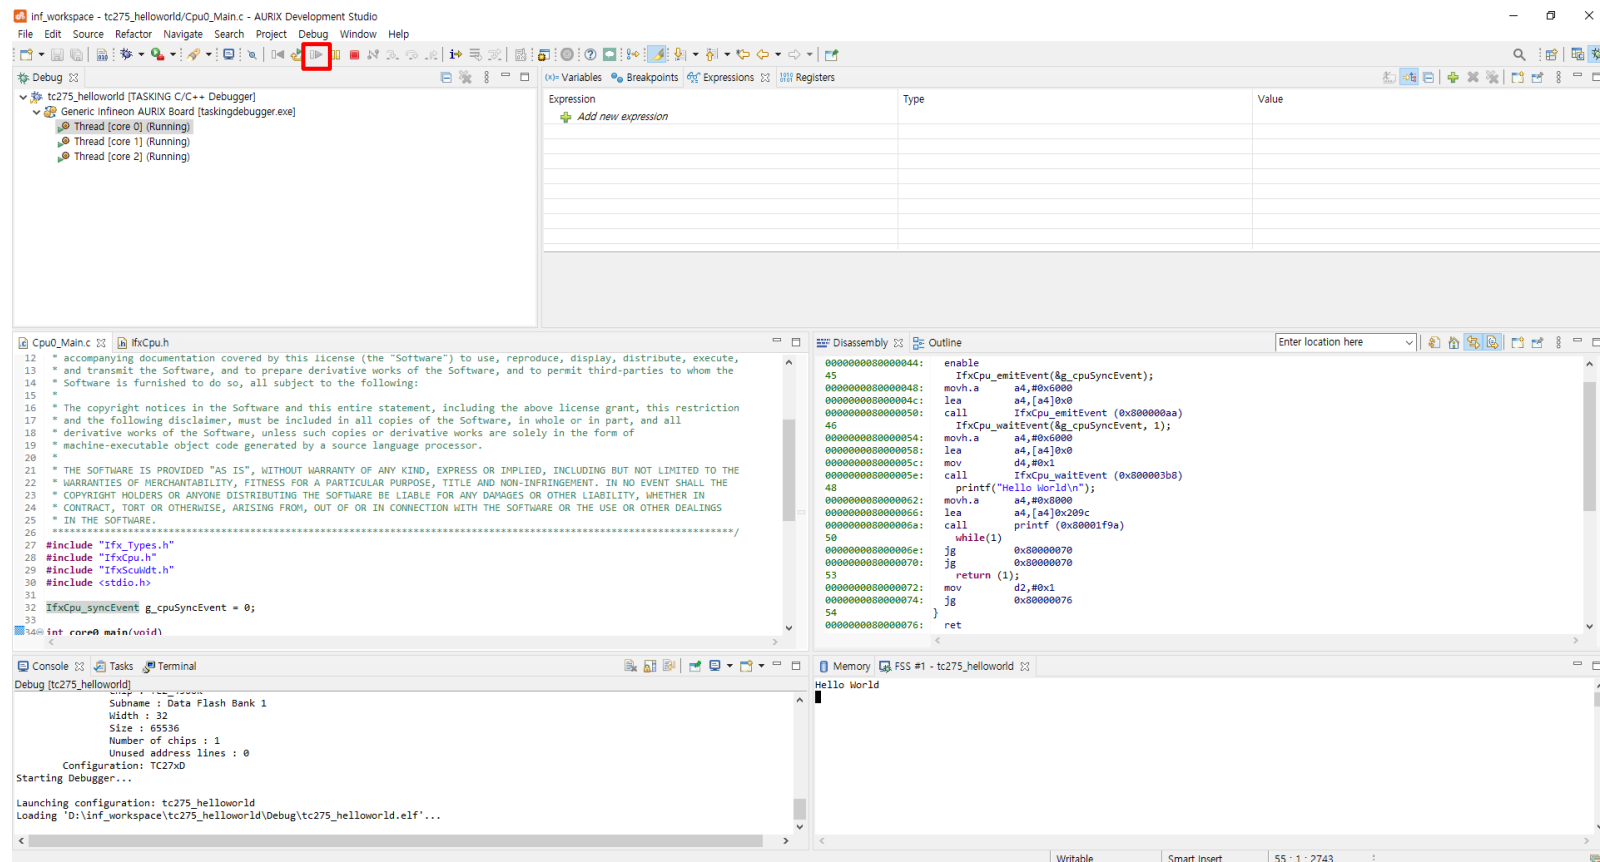 inf_workspace - tc275_helloworld/Cpu0_Main.c - AURIX Development Studio
File Edit Source Refactor Navigate Search Project Debug Window Help
Debug
tc275_helloworld [TASKING C/C++ Debugger]
Generic Infineon AURIX Board [taskingdebugger.exe]
Thread [core 0] (Running)
Thread [core 1] (Running)
Thread [core 2] (Running)
(x)= Variables Breakpoints Expressions Registers
Expression Type Value
Add new expression
Cpu0_Main.c IfxCpu.h
12 * accompanying documentation covered by this license (the "Software") to use, reproduce, display, distribute, execute,
13 * and transmit the Software, and to prepare derivative works of the Software, and to permit third-parties to whom the
14 * Software is furnished to do so, all subject to the following:
15 *
16 * The copyright notices in the Software and this entire statement, including the above license grant, this restriction
17 * and the following disclaimer, must be included in all copies of the Software, in whole or in part, and all
18 * derivative works of the Software, unless such copies or derivative works are solely in the form of
19 * machine-executable object code generated by a source language processor.
20 *
21 * THE SOFTWARE IS PROVIDED "AS IS", WITHOUT WARRANTY OF ANY KIND, EXPRESS OR IMPLIED, INCLUDING BUT NOT LIMITED TO THE
22 * WARRANTIES OF MERCHANTABILITY, FITNESS FOR A PARTICULAR PURPOSE, TITLE AND NON-INFRINGEMENT. IN NO EVENT SHALL THE
23 * COPYRIGHT HOLDERS OR ANYONE DISTRIBUTING THE SOFTWARE BE LIABLE FOR ANY DAMAGES OR OTHER LIABILITY, WHETHER IN
24 * CONTRACT, TORT OR OTHERWISE, ARISING FROM, OUT OF OR IN CONNECTION WITH THE SOFTWARE OR THE USE OR OTHER DEALINGS
25 * IN THE SOFTWARE.
26 *********************************************************************************************************************/
27 #include "Ifx_Types.h"
28 #include "IfxCpu.h"
29 #include "IfxScuWdt.h"
30 #include <stdio.h>
31
32 IfxCpu_syncEvent g_cpuSyncEvent = 0;
33
34 int core0_main(void)
Disassembly Outline
Enter location here
0000000080000044: enable
45 IfxCpu_emitEvent(&g_cpuSyncEvent);
0000000080000048: movh.a a4,#0x6000
000000008000004c: lea a4,[a4]0x0
0000000080000050: call IfxCpu_emitEvent (0x800000aa)
46 IfxCpu_waitEvent(&g_cpuSyncEvent, 1);
0000000080000054: movh.a a4,#0x6000
0000000080000058: lea a4,[a4]0x0
000000008000005c: mov d4,#0x1
000000008000005e: call IfxCpu_waitEvent (0x800003b8)
48 printf("Hello World\n");
0000000080000062: movh.a a4,#0x8000
0000000080000066: lea a4,[a4]0x209c
000000008000006a: call printf (0x80001f9a)
50 while(1)
000000008000006e: jg 0x80000070
0000000080000070: jg 0x80000070
53 return (1);
0000000080000072: mov d2,#0x1
0000000080000074: jg 0x80000076
54 }
0000000080000076: ret
Console Tasks Terminal
Debug [tc275_helloworld]
Subname : Data Flash Bank 1
Width : 32
Size : 65536
Number of chips : 1
Unused address lines : 0
Configuration: TC27xD
Starting Debugger...
Launching configuration: tc275_helloworld
Loading 'D:\inf_workspace\tc275_helloworld\Debug\tc275_helloworld.elf'...
Memory FSS #1 - tc275_helloworld
Hello World
Writable Smart Insert 55 : 1 : 2743